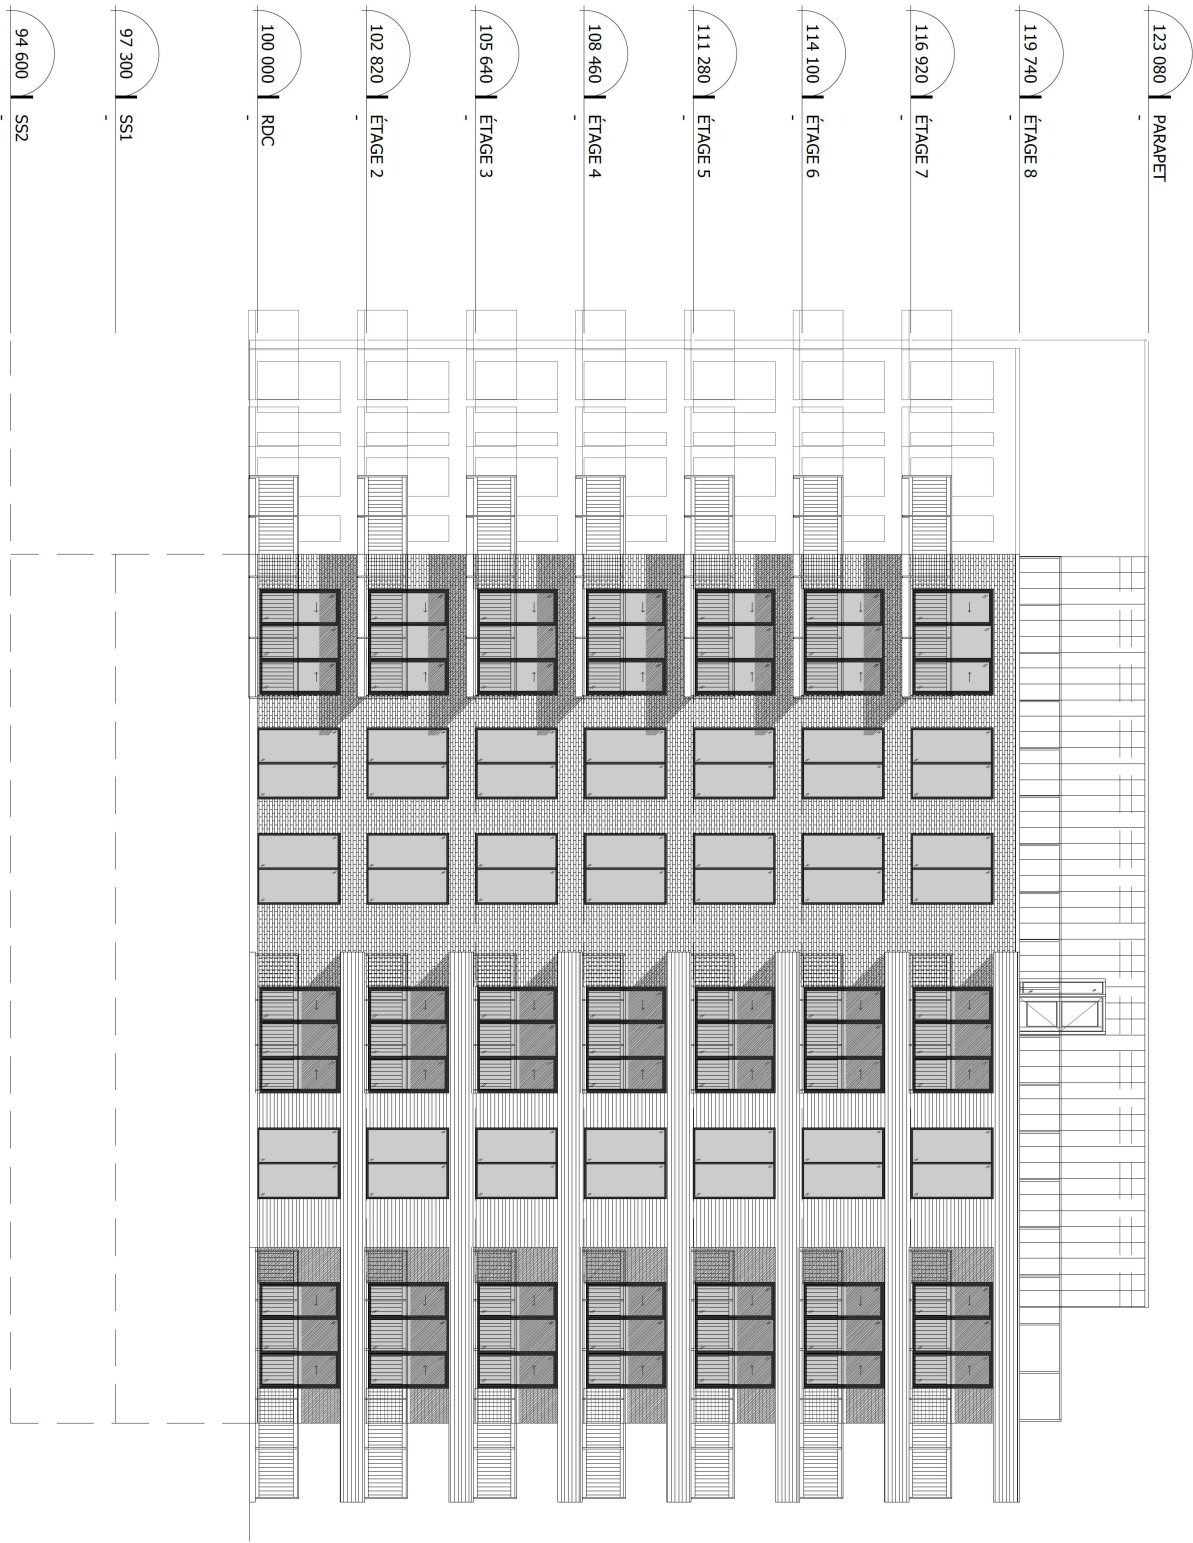 123 080
PARAPET
-
119 740
ÉTAGE 8
-
116 920
ÉTAGE 7
-
114 100
ÉTAGE 6
-
111 280
ÉTAGE 5
-
108 460
ÉTAGE 4
-
105 640
ÉTAGE 3
-
102 820
ÉTAGE 2
-
100 000
RDC
-
97 300
SS1
-
94 600
SS2
-